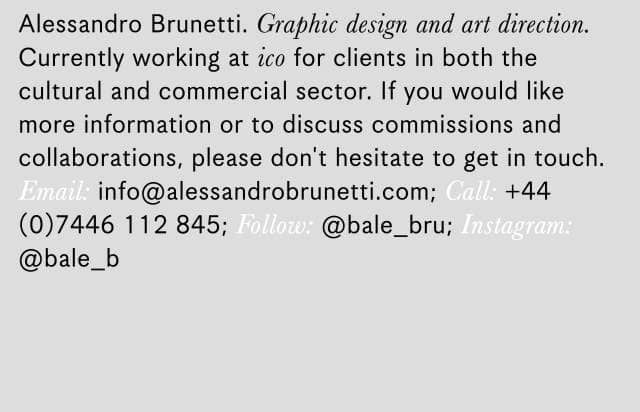 Alessandro Brunetti. Graphic design and art direction.
Currently working at ico for clients in both the
cultural and commercial sector. If you would like
more information or to discuss commissions and
collaborations, please don't hesitate to get in touch.
Email: info@alessandrobrunetti.com; Call: +44
(0)7446 112 845; Follow: @bale_bru; Instagram:
@bale_b